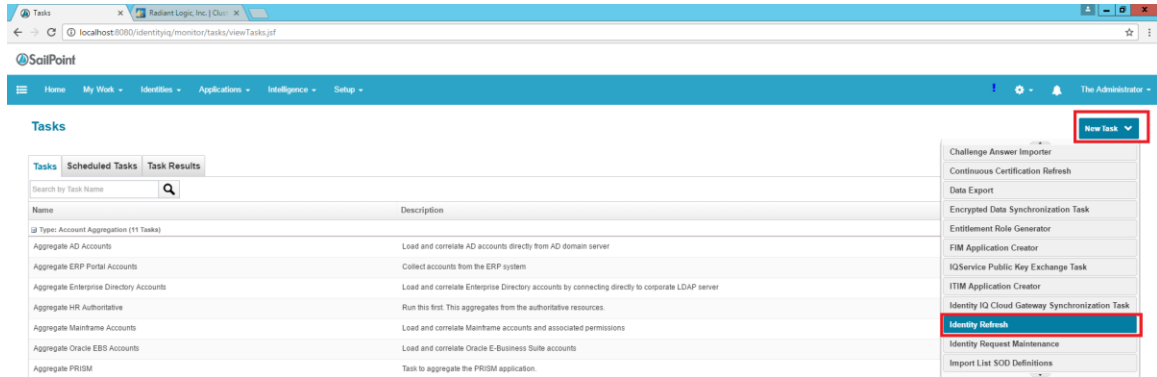 Tasks
Radiant Logic, Inc. | Clust
localhost:8080/identityiq/monitor/tasks/viewTasks.jsf
SailPoint
Home My Work Identities Applications Intelligence Setup ! The Administrator
Tasks
New Task
Tasks Scheduled Tasks Task Results
Search by Task Name
Name Description
Type: Account Aggregation (11 Tasks)
Aggregate AD Accounts Load and correlate AD accounts directly from AD domain server
Aggregate ERP Portal Accounts Collect accounts from the ERP system
Aggregate Enterprise Directory Accounts Load and correlate Enterprise Directory accounts by connecting directly to corporate LDAP server
Aggregate HR Authoritative Run this first. This aggregates from the authoritative resources.
Aggregate Mainframe Accounts Load and correlate Mainframe accounts and associated permissions
Aggregate Oracle EBS Accounts Load and correlate Oracle E-Business Suite accounts
Aggregate PRISM Task to aggregate the PRISM application.
Challenge Answer Importer
Continuous Certification Refresh
Data Export
Encrypted Data Synchronization Task
Entitlement Role Generator
FIM Application Creator
IQService Public Key Exchange Task
ITIM Application Creator
Identity IQ Cloud Gateway Synchronization Task
Identity Refresh
Identity Request Maintenance
Import List SOD Definitions